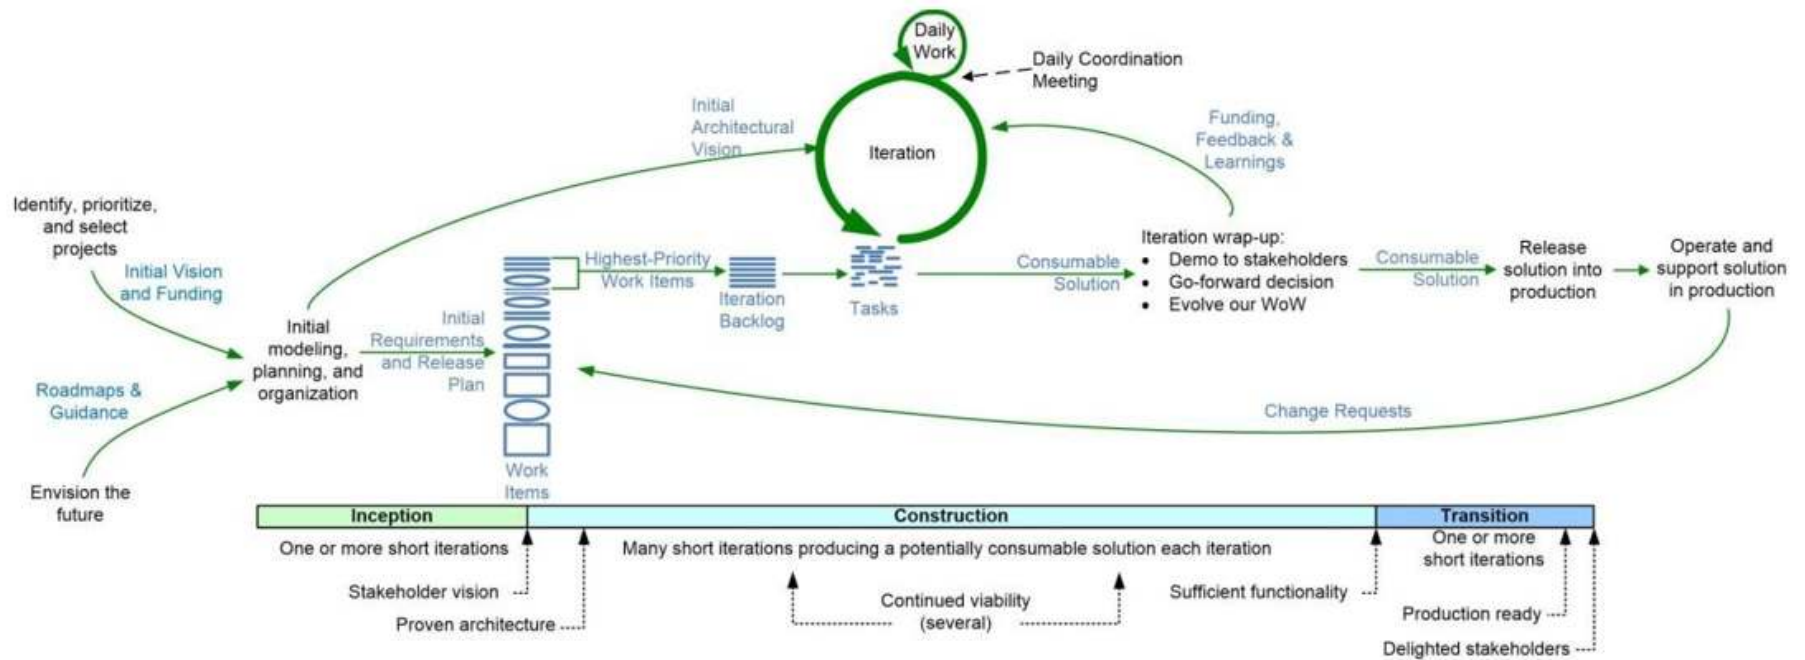 Daily
Work
Daily Coordination
Meeting
Initial
Architectural
Vision
Iteration
Funding,
Feedback &
Learnings
Identify, prioritize,
and select
projects
Initial Vision
and Funding
Highest-Priority
Work Items
Iteration
Backlog
Tasks
Consumable
Solution
Iteration wrap-up:
• Demo to stakeholders
• Go-forward decision
• Evolve our WoW
Consumable
Solution
Release
solution into
production
Operate and
support solution
in production
Initial
modeling,
planning, and
organization
Initial
Requirements
and Release
Plan
Roadmaps &
Guidance
Change Requests
Work
Items
Envision the
future
Inception
Construction
Transition
One or more short iterations
Many short iterations producing a potentially consumable solution each iteration
One or more
short iterations
Stakeholder vision
Proven architecture
Continued viability
(several)
Sufficient functionality
Production ready
Delighted stakeholders